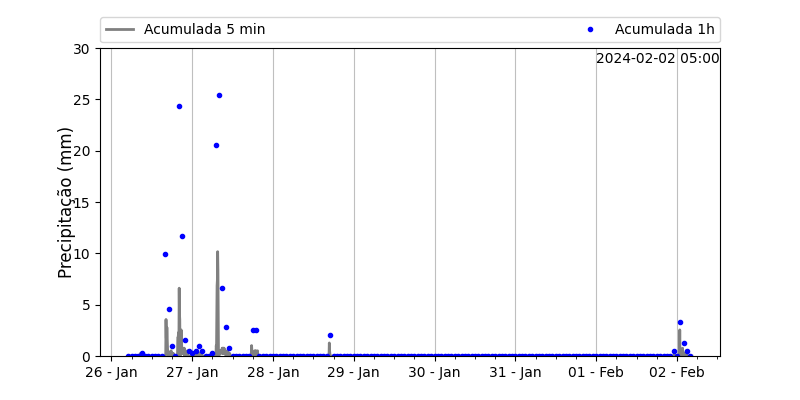 Acumulada 5 min
Acumulada 1h
2024-02-02 05:00
Precipitação (mm)
30
25
20
15
10
5
0
26 - Jan
27 - Jan
28 - Jan
29 - Jan
30 - Jan
31 - Jan
01 - Feb
02 - Feb